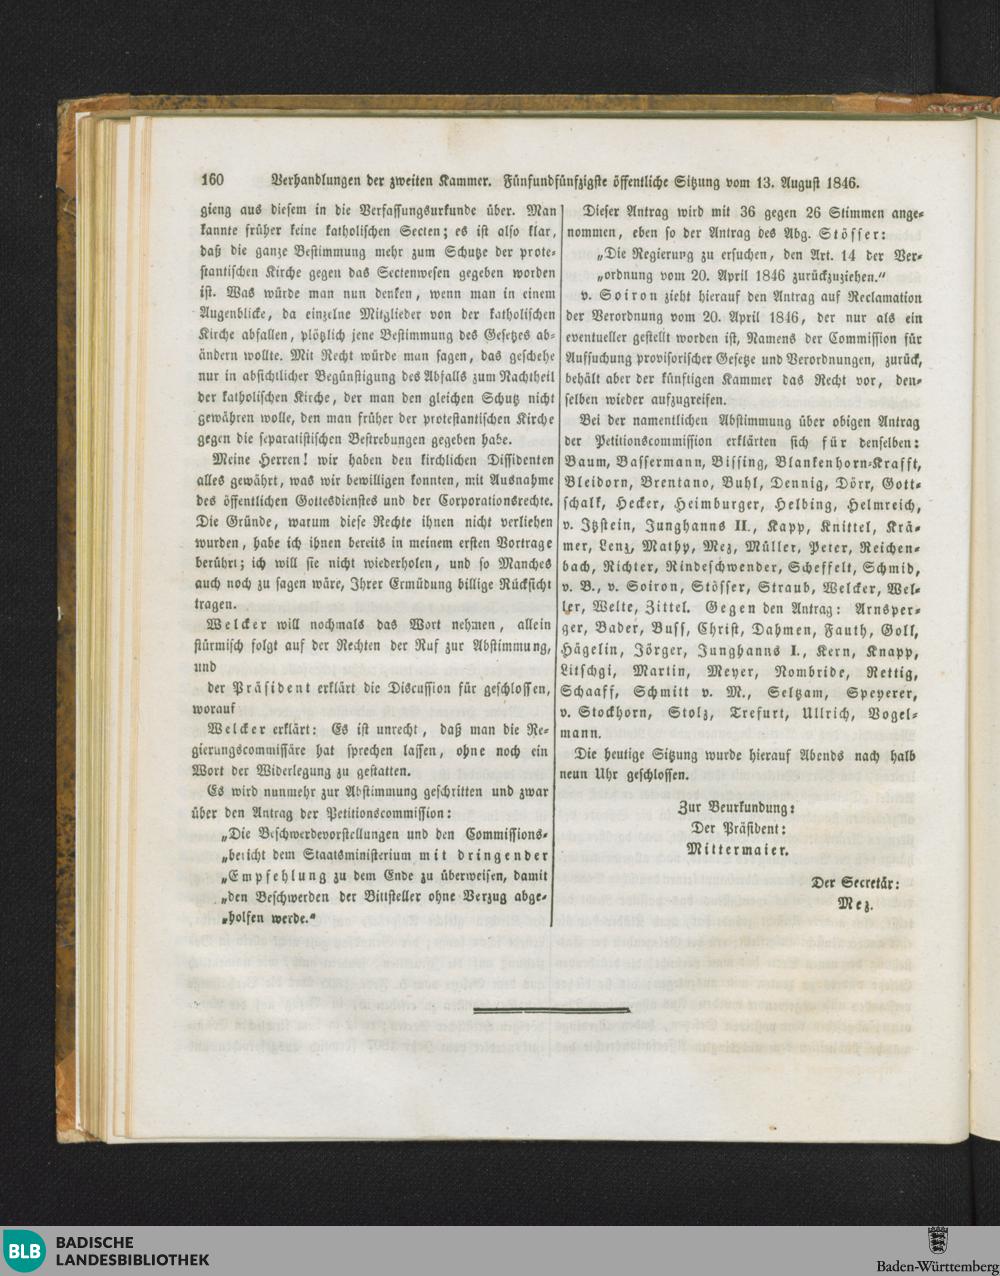 160 Verhandlungen der zweiten Kammer. Fünfundfünfzigste öffentliche Sitzung vom 13. August 1846.
gieng aus diesem in die Verfassungsurkunde über. Man
kannte früher keine katholischen Secten; es ist also klar,
daß die ganze Bestimmung mehr zum Schutze der prote-
stantischen Kirche gegen das Sectenwesen gegeben worden
ist. Was würde man nun denken, wenn man in einem
Augenblicke, da einzelne Mitglieder von der katholischen
Kirche abfallen, plötzlich jene Bestimmung des Gesetzes ab-
ändern wollte. Mit Recht würde man sagen, das geschehe
nur in absichtlicher Begünstigung des Abfalls zum Nachtheil
der katholischen Kirche, der man den gleichen Schutz nicht
gewähren wolle, den man früher der protestantischen Kirche
gegen die separatistischen Bestrebungen gegeben habe.
Meine Herren! wir haben den kirchlichen Dissidenten
alles gewährt, was wir bewilligen konnten, mit Ausnahme
des öffentlichen Gottesdienstes und der Corporationsrechte.
Die Gründe, warum diese Rechte ihnen nicht verliehen
wurden, habe ich ihnen bereits in meinem ersten Vortrage
berührt; ich will sie nicht wiederholen, und so Manches
auch noch zu sagen wäre, Ihrer Ermüdung billige Rücksicht
tragen.
Welcker will nochmals das Wort nehmen, allein
stürmisch folgt auf der Rechten der Ruf zur Abstimmung,
und
der Präsident erklärt die Discussion für geschlossen,
worauf
Welcker erklärt: Es ist unrecht, daß man die Re-
gierungscommissäre hat sprechen lassen, ohne noch ein
Wort der Widerlegung zu gestatten.
Es wird nunmehr zur Abstimmung geschritten und zwar
über den Antrag der Petitionscommission:
„Die Beschwerdevorstellungen und den Commissions-
„bericht dem Staatsministerium mit dringender
„Empfehlung zu dem Ende zu überweisen, damit
„den Beschwerden der Bittsteller ohne Verzug abge-
„holfen werde.“
Dieser Antrag wird mit 36 gegen 26 Stimmen ange-
nommen, eben so der Antrag des Abg. Stösser:
„Die Regierung zu ersuchen, den Art. 14 der Ver-
„ordnung vom 20. April 1846 zurückzuziehen.“
v. Soiron zieht hierauf den Antrag auf Reclamation
der Verordnung vom 20. April 1846, der nur als ein
eventueller gestellt worden ist, Namens der Commission für
Aufsuchung provisorischer Gesetze und Verordnungen, zurück,
behält aber der künftigen Kammer das Recht vor, den-
selben wieder aufzugreifen.
Bei der namentlichen Abstimmung über obigen Antrag
der Petitionscommission erklärten sich für denselben:
Baum, Bassermann, Bissing, Blankenhorn-Krafft,
Bleidorn, Brentano, Buhl, Dennig, Dörr, Gott-
schalk, Hecker, Heimburger, Helbing, Helmreich,
v. Itzstein, Junghanns II., Kapp, Knittel, Krä-
mer, Lenz, Mathy, Mez, Müller, Peter, Reichen-
bach, Richter, Rindeschwender, Scheffelt, Schmid,
v. B., v. Soiron, Stösser, Straub, Welcker, Wel-
ler, Welte, Zittel. Gegen den Antrag: Arnsper-
ger, Bader, Buss, Christ, Dahmen, Fauth, Goll,
Hägelin, Jörger, Junghanns I., Kern, Knapp,
Litschgi, Martin, Meyer, Nombride, Rettig,
Schaaff, Schmitt v. M., Seltzam, Speyerer,
v. Stockhorn, Stolz, Trefurt, Ullrich, Vogel-
mann.
Die heutige Sitzung wurde hierauf Abends nach halb
neun Uhr geschlossen.
Zur Beurkundung:
Der Präsident:
Mittermaier.
Der Secretär:
Mez.
BLB BADISCHE
LANDESBIBLIOTHEK
Baden-Württemberg